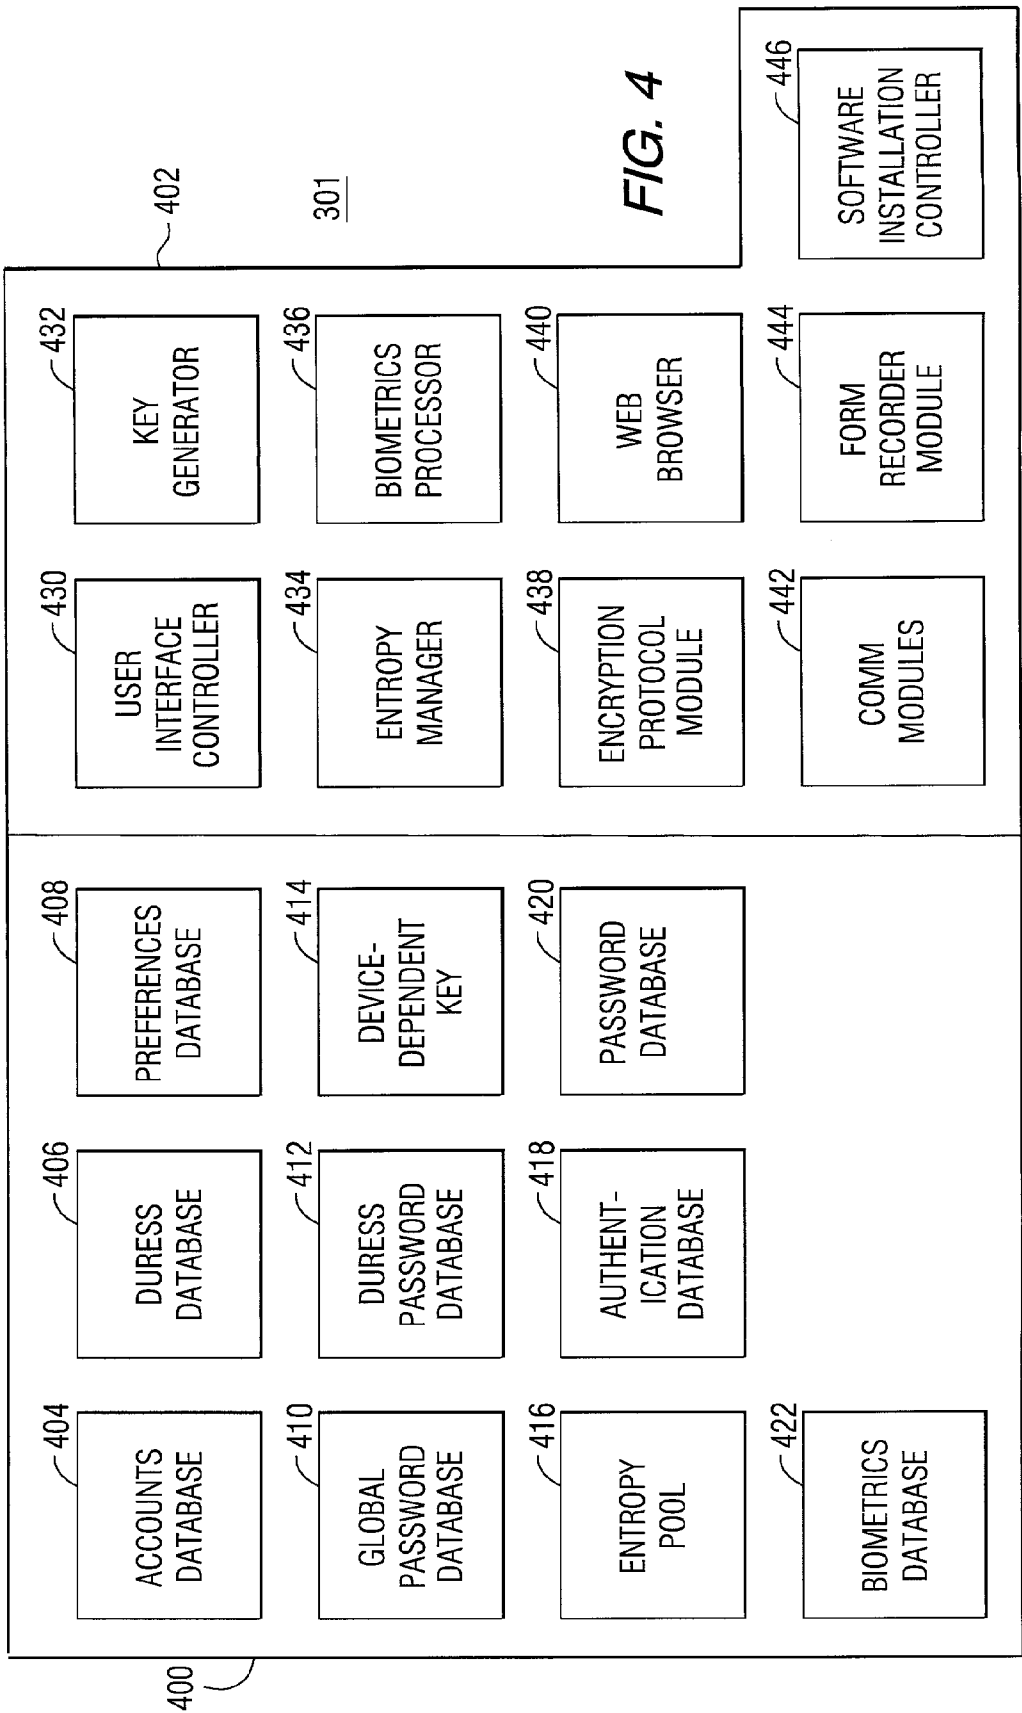 400
402
301
FIG. 4
404
ACCOUNTS
DATABASE
406
DURESS
DATABASE
408
PREFERENCES
DATABASE
430
USER
INTERFACE
CONTROLLER
432
KEY
GENERATOR
410
GLOBAL
PASSWORD
DATABASE
412
DURESS
PASSWORD
DATABASE
414
DEVICE-
DEPENDENT
KEY
434
ENTROPY
MANAGER
436
BIOMETRICS
PROCESSOR
416
ENTROPY
POOL
418
AUTHENT-
ICATION
DATABASE
420
PASSWORD
DATABASE
438
ENCRYPTION
PROTOCOL
MODULE
440
WEB
BROWSER
422
BIOMETRICS
DATABASE
442
COMM
MODULES
444
FORM
RECORDER
MODULE
446
SOFTWARE
INSTALLATION
CONTROLLER